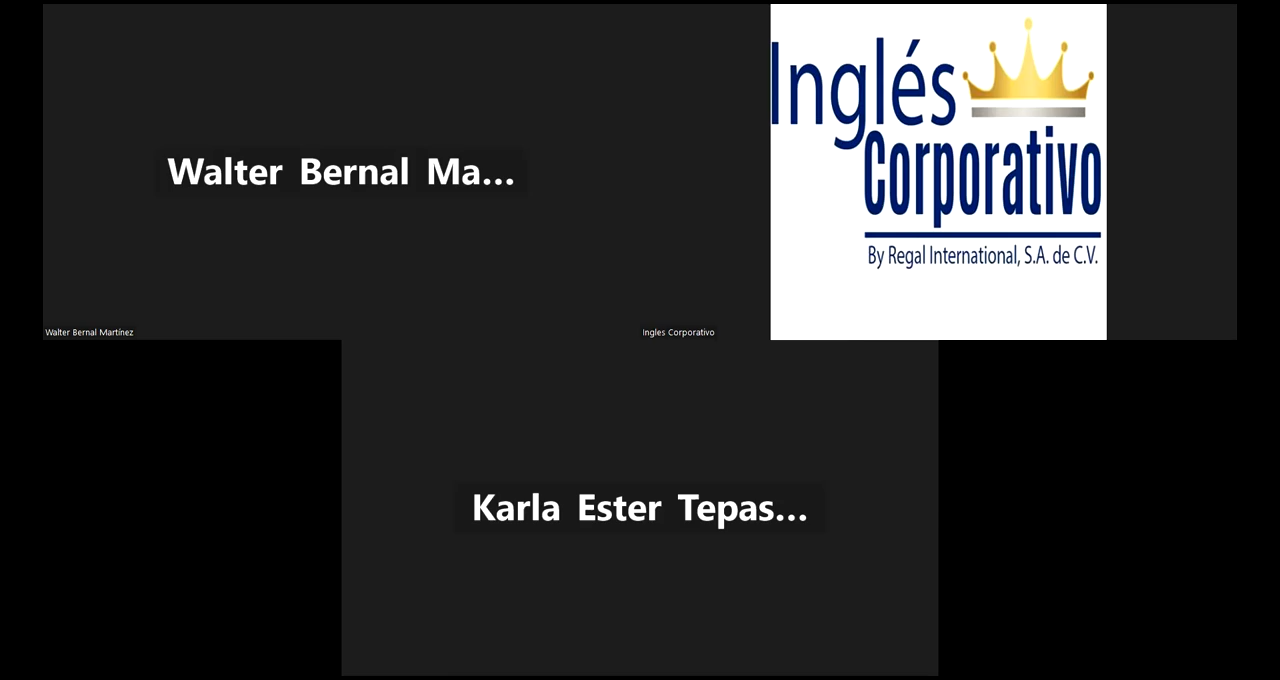 Walter Bernal Ma...
Inglés
Corporativo
By Regal International, S.A. de C.V.
Walter Bernal Martínez
Ingles Corporativo
Karla Ester Tepas...